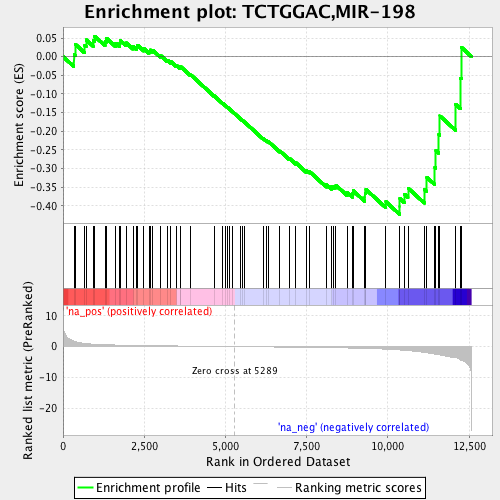 Enrichment plot: TCTGGAC,MIR-198
Enrichment score (ES)
0.05
0.00
-0.05
-0.10
-0.15
-0.20
-0.25
-0.30
-0.35
-0.40
'na_pos' (positively correlated)
Ranked list metric (PreRanked)
10
5
0
-5
-10
-15
-20
Zero cross at 5289
'na_neg' (negatively correlated)
0
2,500
5,000
7,500
10,000
12,500
Rank in Ordered Dataset
Enrichment profile
Hits
Ranking metric scores